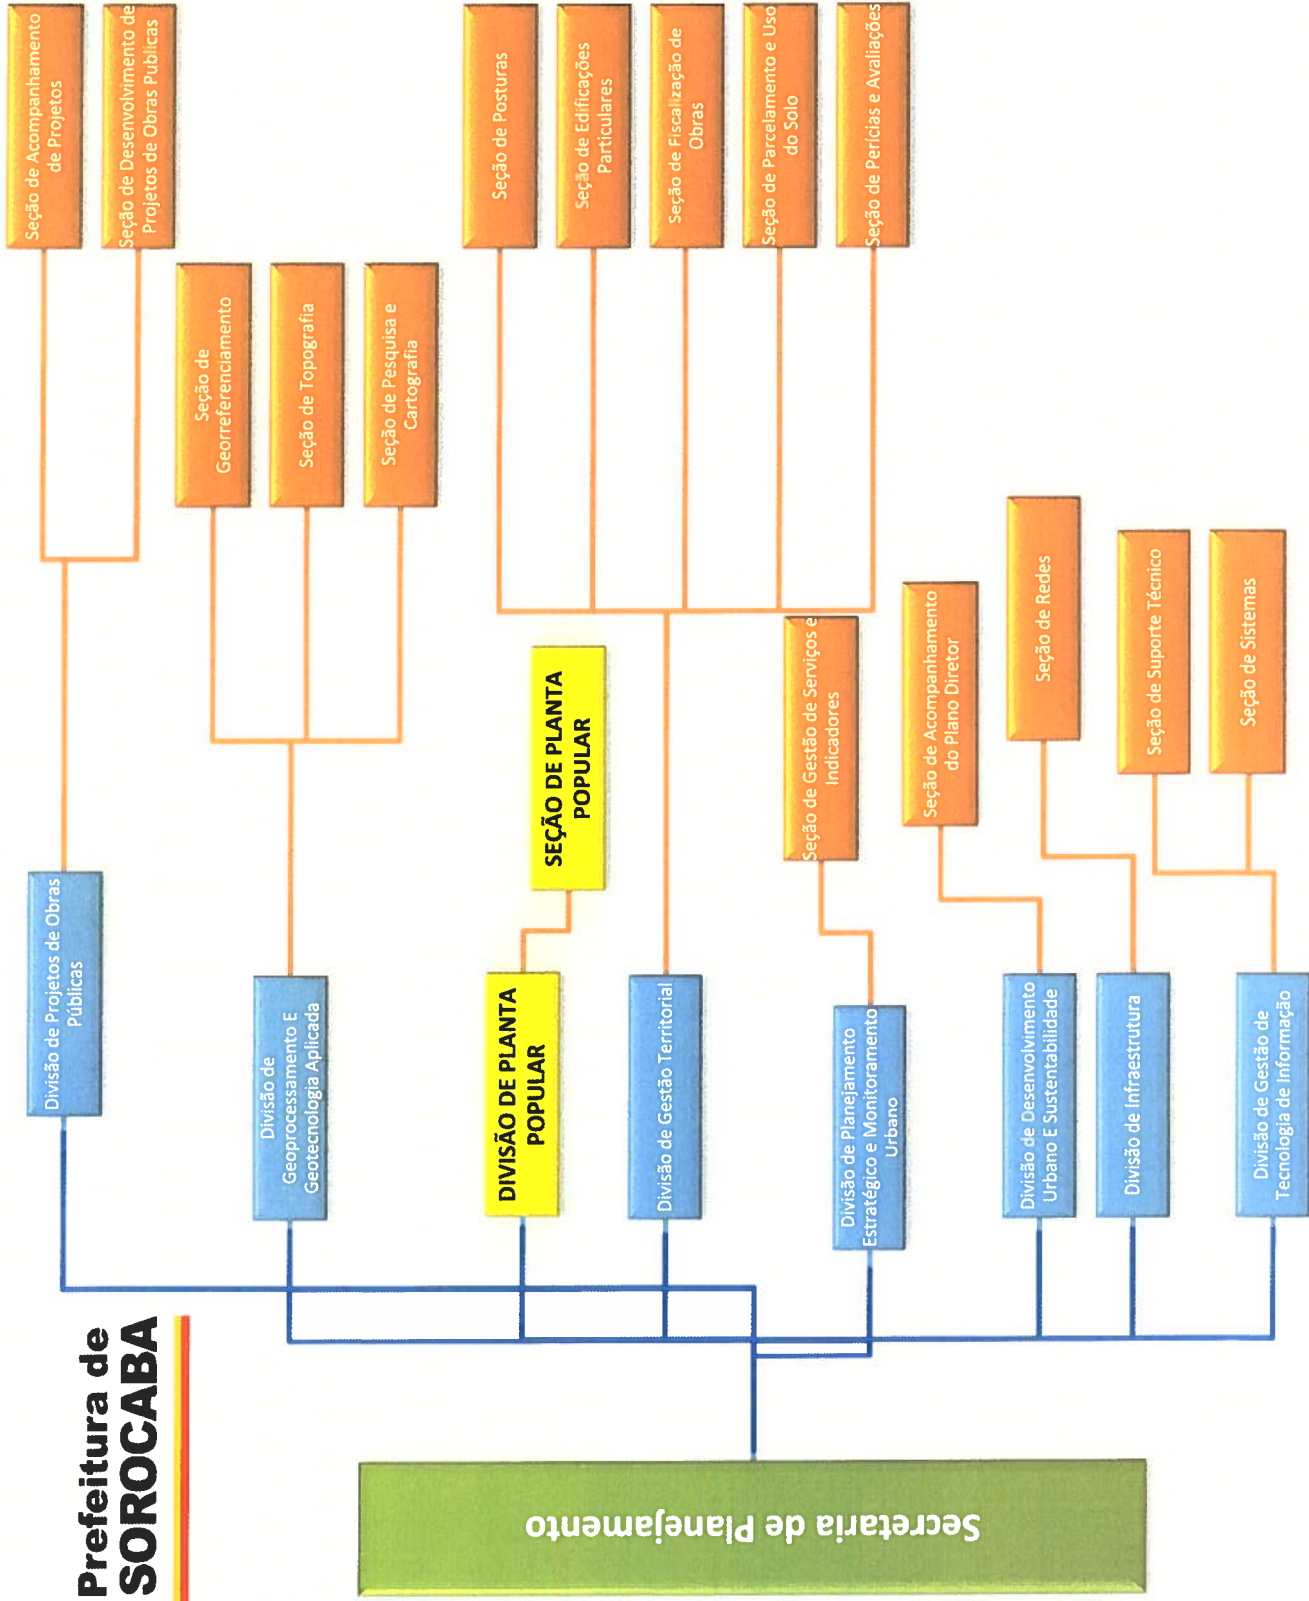 Prefeitura de
SOROCABA
Secretaria de Planejamento
Divisão de Projetos de Obras
Públicas
Seção de Acompanhamento
de Projetos
Seção de Desenvolvimento de
Projetos de Obras Publicas
Divisão de
Geoprocessamento E
Geotecnologia Aplicada
Seção de
Georreferenciamento
Seção de Topografia
Seção de Pesquisa e
Cartografia
DIVISÃO DE PLANTA
POPULAR
SEÇÃO DE PLANTA
POPULAR
Divisão de Gestão Territorial
Seção de Posturas
Seção de Edificações
Particulares
Seção de Fiscalização de
Obras
Seção de Parcelamento e Uso
do Solo
Seção de Perícias e Avaliações
Divisão de Planejamento
Estratégico e Monitoramento
Urbano
Seção de Gestão de Serviços e
Indicadores
Divisão de Desenvolvimento
Urbano E Sustentabilidade
Seção de Acompanhamento
do Plano Diretor
Divisão de Infraestrutura
Seção de Redes
Divisão de Gestão de
Tecnologia de Informação
Seção de Suporte Técnico
Seção de Sistemas